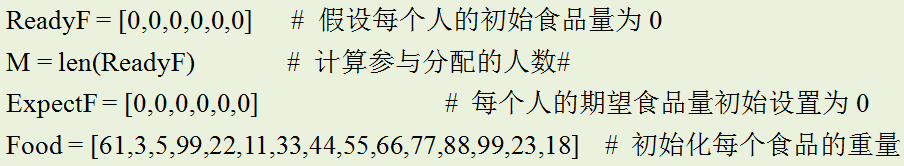 ReadyF = [0,0,0,0,0,0] # 假设每个人的初始食品量为 0
M = len(ReadyF) # 计算参与分配的人数#
ExpectF = [0,0,0,0,0,0] # 每个人的期望食品量初始设置为 0
Food = [61,3,5,99,22,11,33,44,55,66,77,88,99,23,18] # 初始化每个食品的重量